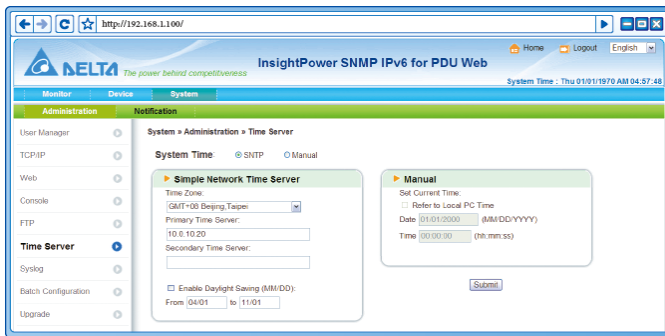 http://192.168.1.100/
Home
Logout
English
DELTA The power behind competitiveness
InsightPower SNMP IPv6 for PDU Web
System Time : Thu 01/01/1970 AM 04:57:48
Monitor
Device
System
Administration
Notification
User Manager
TCP/IP
Web
Console
FTP
Time Server
Syslog
Batch Configuration
Upgrade
System » Administration » Time Server
System Time
SNTP
Manual
Simple Network Time Server
Time Zone:
GMT+08 Beijing,Taipei
Primary Time Server:
10.0.10.20
Secondary Time Server:
Enable Daylight Saving (MM/DD):
From 04/01 to 11/01
Manual
Set Current Time:
Refer to Local PC Time
Date 01/01/2000 (MM/DD/YYYY)
Time 00:00:00 (hh:mm:ss)
Submit